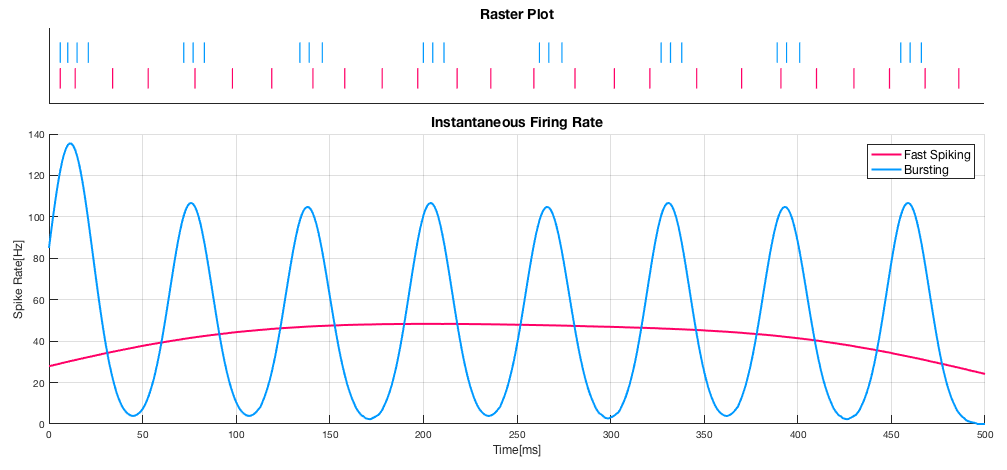 Raster Plot
Instantaneous Firing Rate
140
120
100
80
60
40
20
0
Spike Rate[Hz]
Fast Spiking
Bursting
0 50 100 150 200 250 300 350 400 450 500
Time[ms]